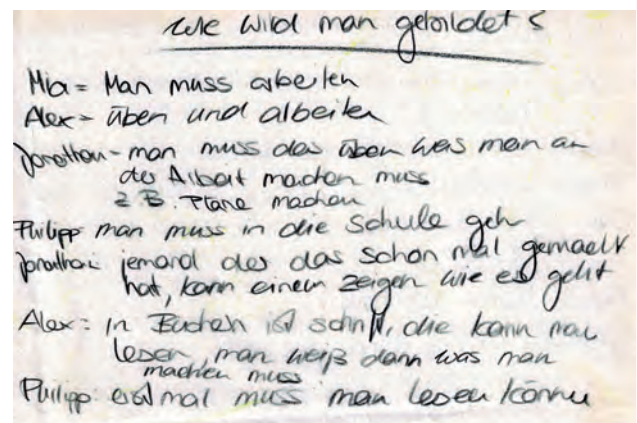 Wie wird man gebildet?
Mia = Man muss arbeiten
Alex - üben und arbeiten
Jonathan - man muss das üben was man an
der Arbeit machen muss
z B. Pläne machen
Philipp man muss in die Schule geh
Jonathan: jemand der das schon mal gemacht
hat, kann einem zeigen wie es geht
Alex: in Büchern ist schrift, die kann man
lesen, man weiß dann was man
machen muss
Philipp: erst mal muss man lesen können